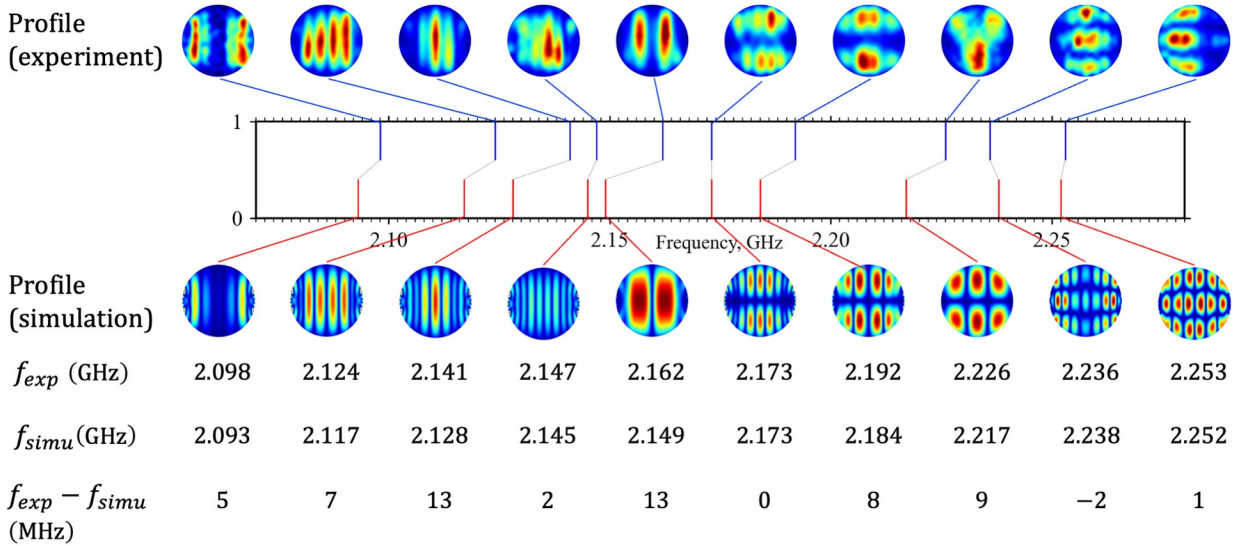 Profile
(experiment)
1
0
2.10 2.15 Frequency, GHz 2.20 2.25
Profile
(simulation)
f_exp (GHz) 2.098 2.124 2.141 2.147 2.162 2.173 2.192 2.226 2.236 2.253
f_simu(GHz) 2.093 2.117 2.128 2.145 2.149 2.173 2.184 2.217 2.238 2.252
f_exp − f_simu 5 7 13 2 13 0 8 9 −2 1
(MHz)